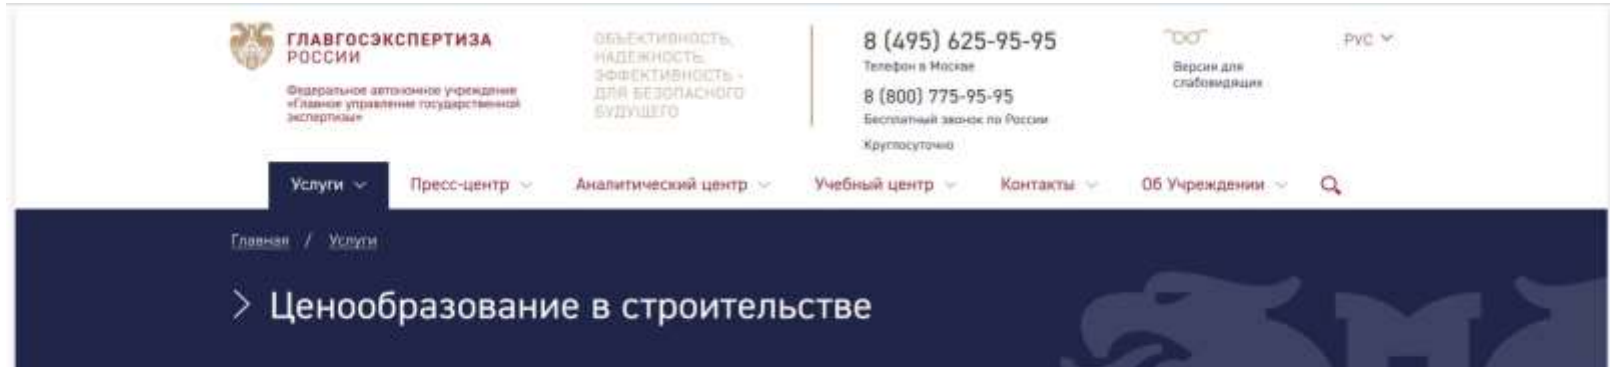 ГЛАВГОСЭКСПЕРТИЗА
РОССИИ
Федеральное автономное учреждение
«Главное управление государственной
экспертизы»
ОБЪЕКТИВНОСТЬ,
НАДЕЖНОСТЬ,
ЭФФЕКТИВНОСТЬ -
ДЛЯ БЕЗОПАСНОГО
БУДУЩЕГО
8 (495) 625-95-95
Телефон в Москве
8 (800) 775-95-95
Бесплатный звонок по России
Круглосуточно
Версия для
слабовидящих
РУС
Услуги Пресс-центр Аналитический центр Учебный центр Контакты Об Учреждении
Главная / Услуги
> Ценообразование в строительстве